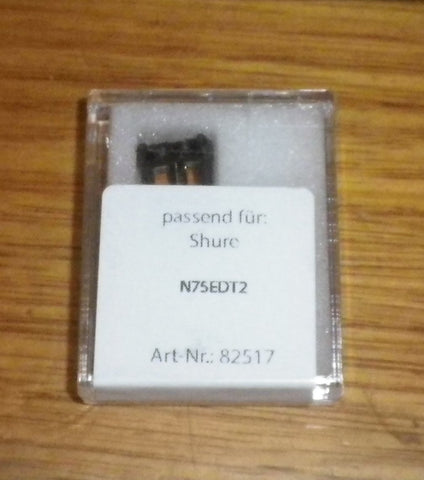 passend für:
Shure
N75EDT2
Art-Nr.: 82517